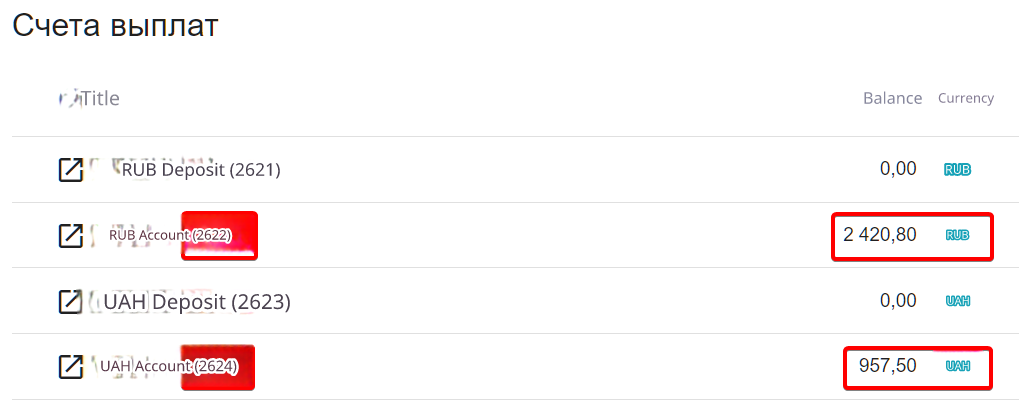 Счета выплат
Title Balance Currency
RUB Deposit (2621) 0,00 RUB
RUB Account (2622) 2 420,80 RUB
UAH Deposit (2623) 0,00 UAH
UAH Account (2624) 957,50 UAH